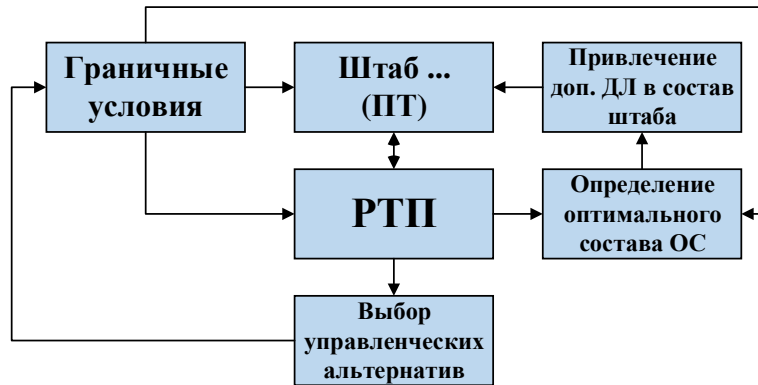 Граничные
условия
Штаб ...
(ПТ)
Привлечение
доп. ДЛ в состав
штаба
РТП
Определение
оптимального
состава ОС
Выбор
управленческих
альтернатив